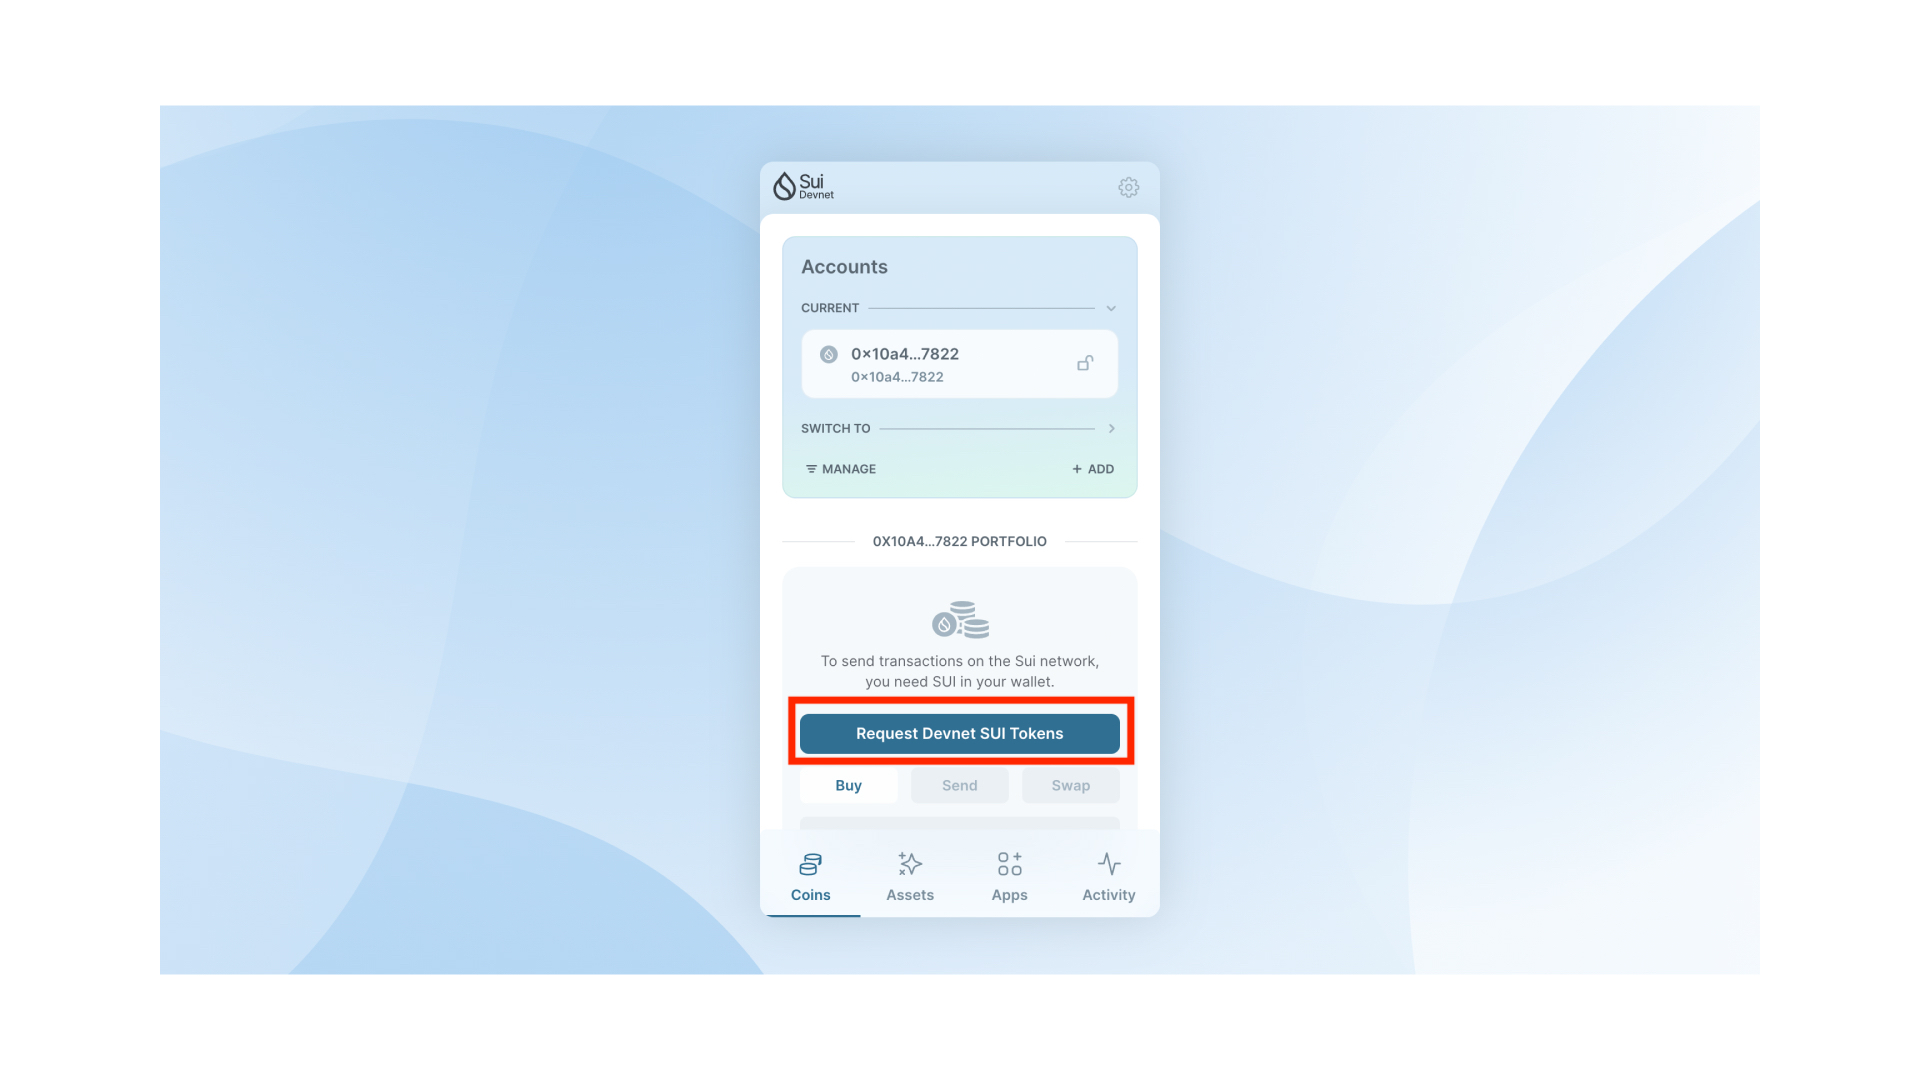 Sui
Devnet
Accounts
CURRENT
0×10a4...7822
0×10a4...7822
SWITCH TO
MANAGE
+ ADD
0X10A4...7822 PORTFOLIO
To send transactions on the Sui network,
you need SUI in your wallet.
Request Devnet SUI Tokens
Buy
Send
Swap
Coins
Assets
Apps
Activity